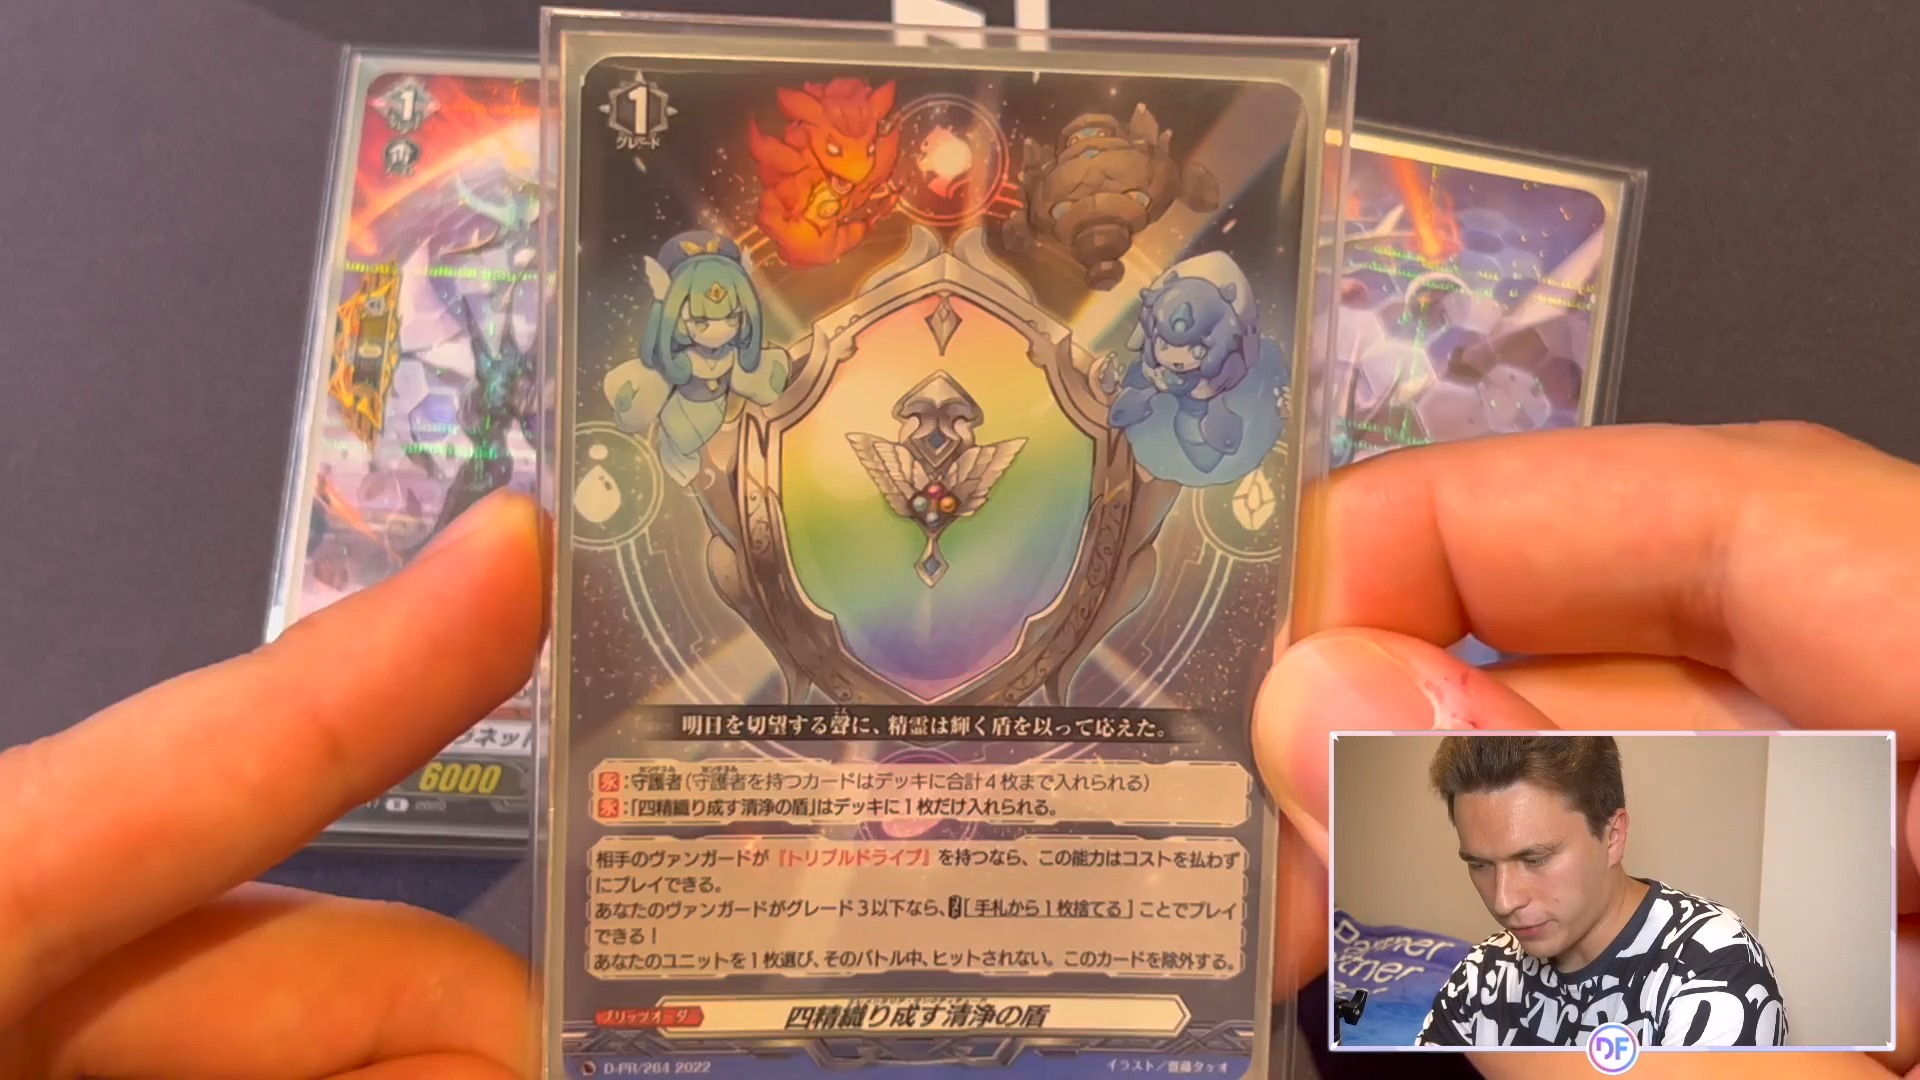 1
グレード
1
明日を切望する聲に、精霊は輝く盾を以って応えた。
永:守護者(守護者を持つカードはデッキに合計4枚まで入れられる)
永:「四精織り成す清浄の盾」はデッキに1枚だけ入れられる。
相手のヴァンガードが『トリプルドライブ』を持つなら、この能力はコストを払わず
にプレイできる。
あなたのヴァンガードがグレード3以下なら、[手札から1枚捨てる]ことでプレイ
できる!
あなたのユニットを1枚選び、そのバトル中、ヒットされない。このカードを除外する。
ブリッツオーダー
四精織り成す清浄の盾
D-PR/264 2022
イラスト/齋藤タケオ
ネット
6000
DF